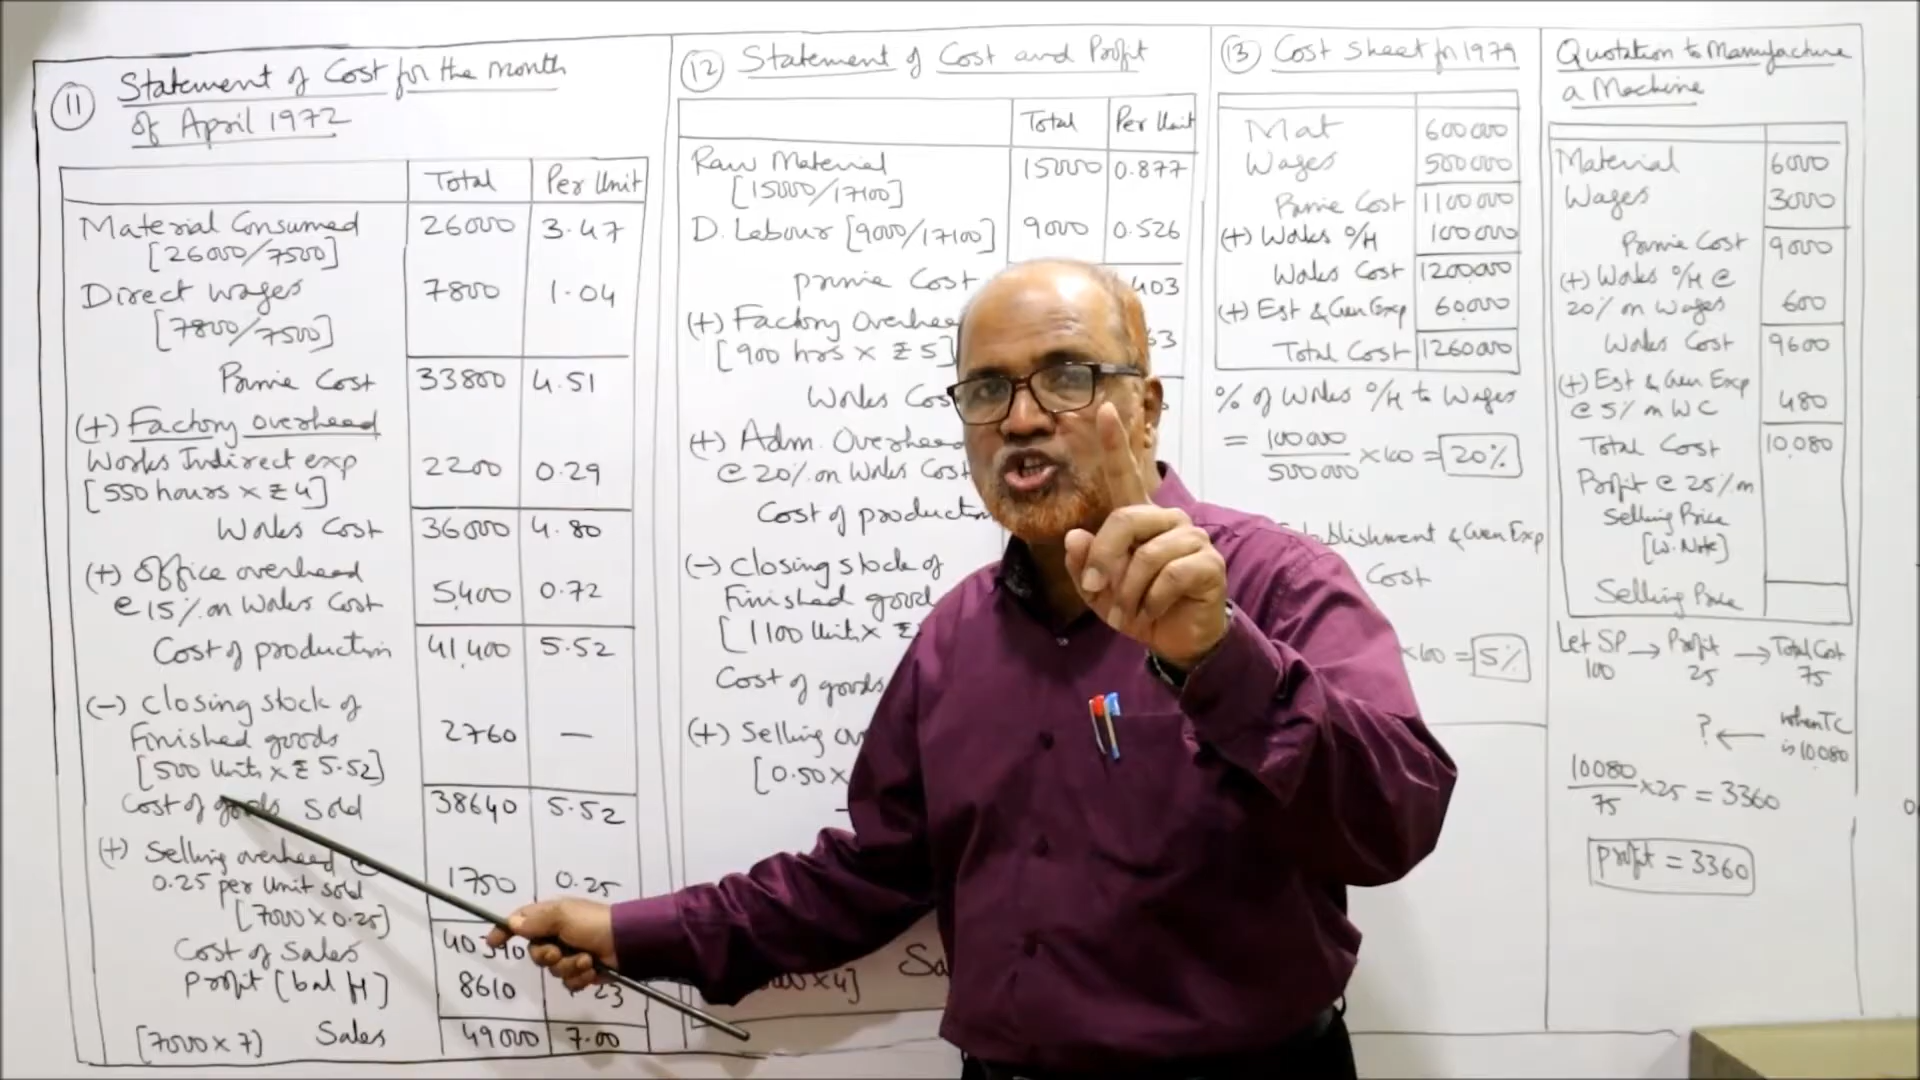 11
Statement of Cost for the month
of April 1972
Total Per Unit
Material Consumed 26000 3.47
[26000/7500]
Direct wages 7800 1.04
[7800/7500]
Prime Cost 33800 4.51
(+) Factory overhead
Works Indirect exp 2200 0.29
[550 hours x ₹4]
Works Cost 36000 4.80
(+) Office overhead
@ 15% on Works Cost 5400 0.72
Cost of production 41,400 5.52
(-) Closing stock of
Finished goods 2760 —
[500 Units x ₹ 5.52]
Cost of goods Sold 38640 5.52
(+) Selling overhead @
0.25 per Unit sold 1750 0.25
[7000 x 0.25]
Cost of Sales
Profit [bal f] 8610
[7000 x 7) Sales 49000 7.00
12 Statement of Cost and Profit
Total Per Unit
Raw Material 15000 0.877
[15000/17100]
D. Labour [9000/17100] 9000 0.526
prime Cost
(+) Factory
[900 hrs x ₹5]
Works
(+) Adm.
@ 20% on Works Cost
Cost of production
(-) Closing stock of
Finished good
[1100 Units x
Cost of goods
(+) Selling
[0.50 x
x 4]
13 Cost Sheet for 1979
Mat 600000
Wages 500000
Prime Cost 1100000
(+) Works O/H 100000
Works Cost 1200000
(+) Est & Gen Exp 60000
Total Cost 1260000
% of Works O/H to Wages
= 100000/500000 x 100 = 20%
& Gen Exp
Cost
x 100 = 5%
Quotation to Manufacture
a Machine
Material 6000
Wages 3000
Prime Cost 9000
(+) Works O/H @
20% on Wages 600
Works Cost 9600
(+) Est & Gen Exp
@ 5% on WC 480
Total Cost 10,080
Profit @ 25% on
Selling Price
[W. Note]
Selling Price
Let SP → Profit → Total Cost
100 25 75
? ← when TC
is 10080
10080/75 x 25 = 3360
Profit = 3360